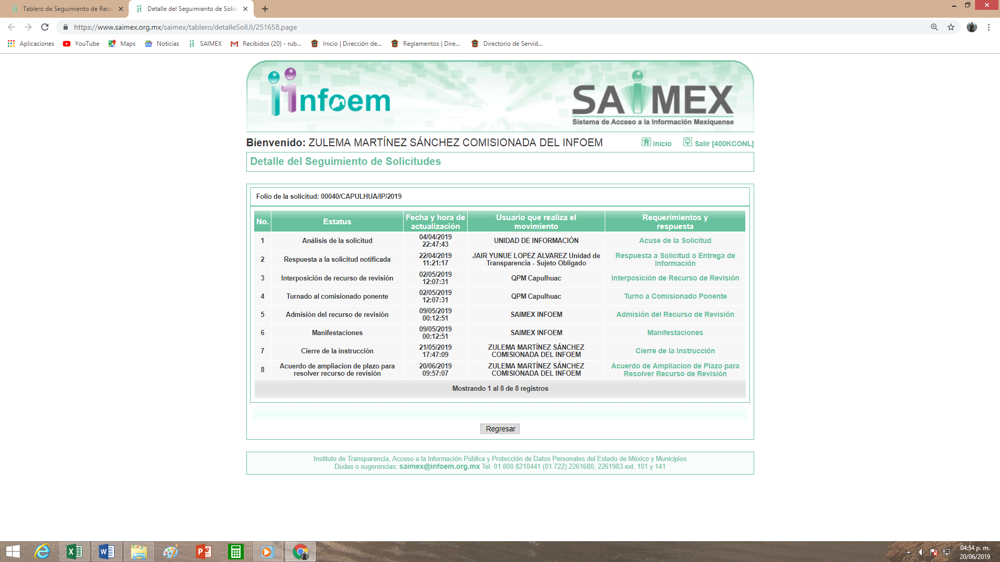 Tablero de Seguimiento de Recu
Detalle del Seguimiento de Solic
https://www.saimex.org.mx/saimex/tablero/detalleSolUI/251658.page
Aplicaciones
YouTube
Maps
Noticias
SAIMEX
Recibidos (20) - rub...
Inicio | Dirección de...
Reglamentos | Dire...
Directorio de Servid...
infoem
SAIMEX
Sistema de Acceso a la Información Mexiquense
Bienvenido: ZULEMA MARTÍNEZ SÁNCHEZ COMISIONADA DEL INFOEM
Inicio
Salir [400KCONL]
Detalle del Seguimiento de Solicitudes
Folio de la solicitud: 00040/CAPULHUA/IP/2019
No.
Estatus
Fecha y hora de
actualización
Usuario que realiza el
movimiento
Requerimientos y
respuesta
1
Análisis de la solicitud
04/04/2019
22:47:43
UNIDAD DE INFORMACIÓN
Acuse de la Solicitud
2
Respuesta a la solicitud notificada
22/04/2019
11:21:17
JAIR YUNUE LOPEZ ALVAREZ Unidad de
Transparencia - Sujeto Obligado
Respuesta a Solicitud o Entrega de
Información
3
Interposición de recurso de revisión
02/05/2019
12:07:31
QPM Capulhuac
Interposición de Recurso de Revisión
4
Turnado al comisionado ponente
02/05/2019
12:07:31
QPM Capulhuac
Turno a Comisionado Ponente
5
Admisión del recurso de revisión
09/05/2019
00:12:51
SAIMEX INFOEM
Admisión del Recurso de Revisión
6
Manifestaciones
09/05/2019
00:12:51
SAIMEX INFOEM
Manifestaciones
7
Cierre de la instrucción
21/05/2019
17:47:09
ZULEMA MARTÍNEZ SÁNCHEZ
COMISIONADA DEL INFOEM
Cierre de la Instrucción
8
Acuerdo de ampliacion de plazo para
resolver recurso de revisión
20/06/2019
09:57:07
ZULEMA MARTÍNEZ SÁNCHEZ
COMISIONADA DEL INFOEM
Acuerdo de Ampliacion de Plazo para
Resolver Recurso de Revisión
Mostrando 1 al 8 de 8 registros
Regresar
Instituto de Transparencia, Acceso a la Información Pública y Protección de Datos Personales del Estado de México y Municipios
Dudas o sugerencias: saimex@infoem.org.mx Tel. 01 800 8210441 (01 722) 2261680, 2261983 ext. 101 y 141
04:54 p. m.
20/06/2019